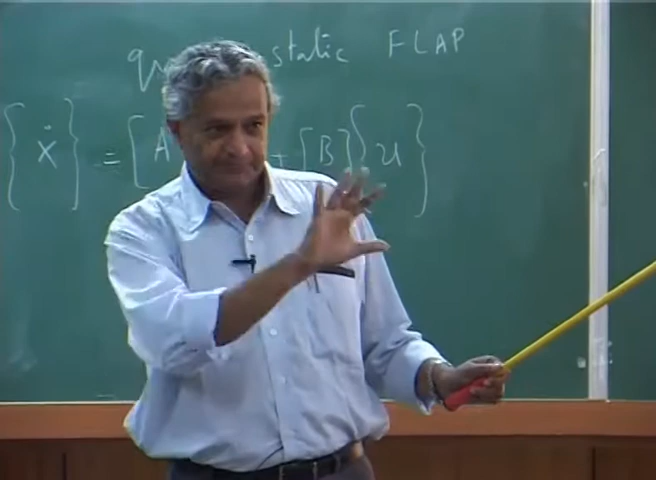 static FLAP
{ẋ} = [A + [B]{u}